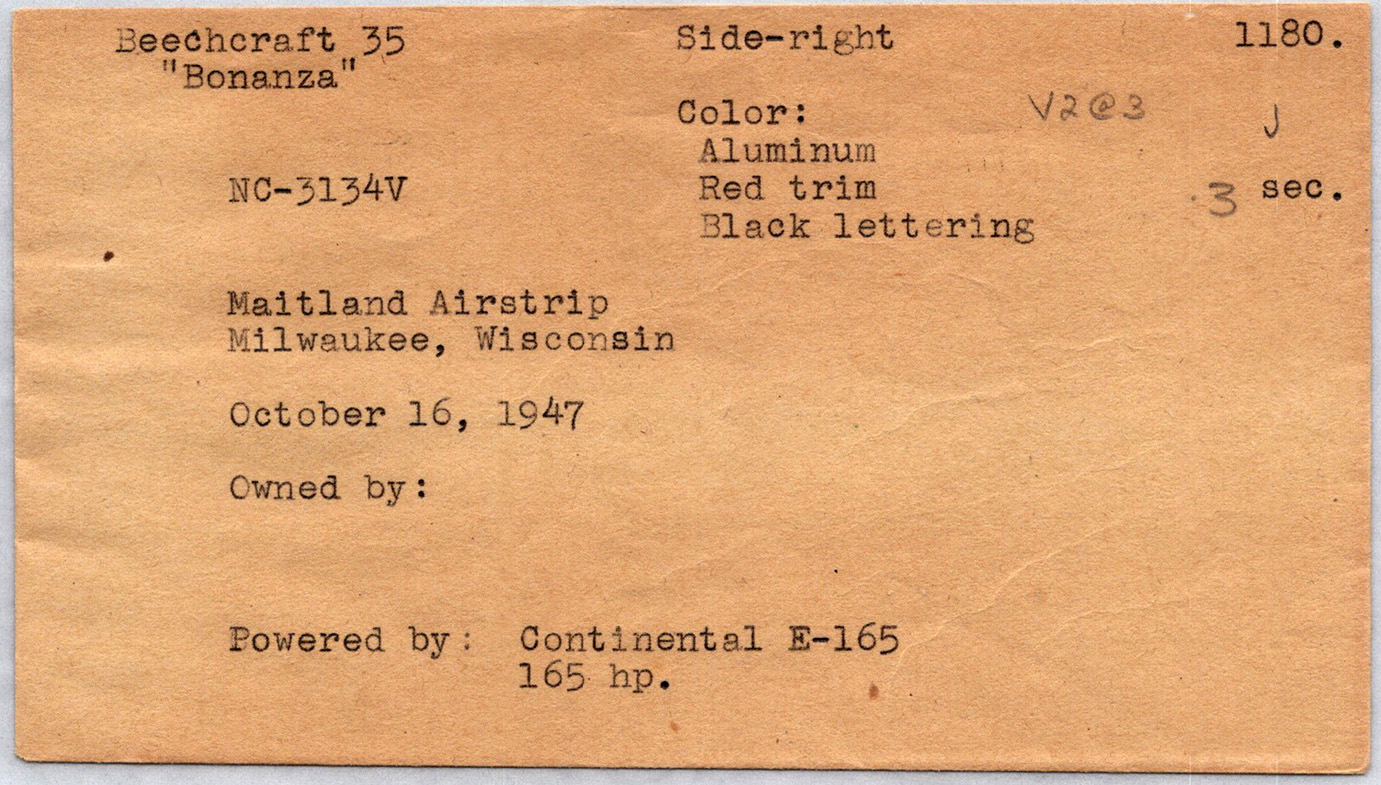 Beechcraft 35 Side-right 1180.
"Bonanza"
Color: V2@3 J
Aluminum
NC-3134V Red trim 3 sec.
Black lettering
Maitland Airstrip
Milwaukee, Wisconsin
October 16, 1947
Owned by:
Powered by: Continental E-165
165 hp.